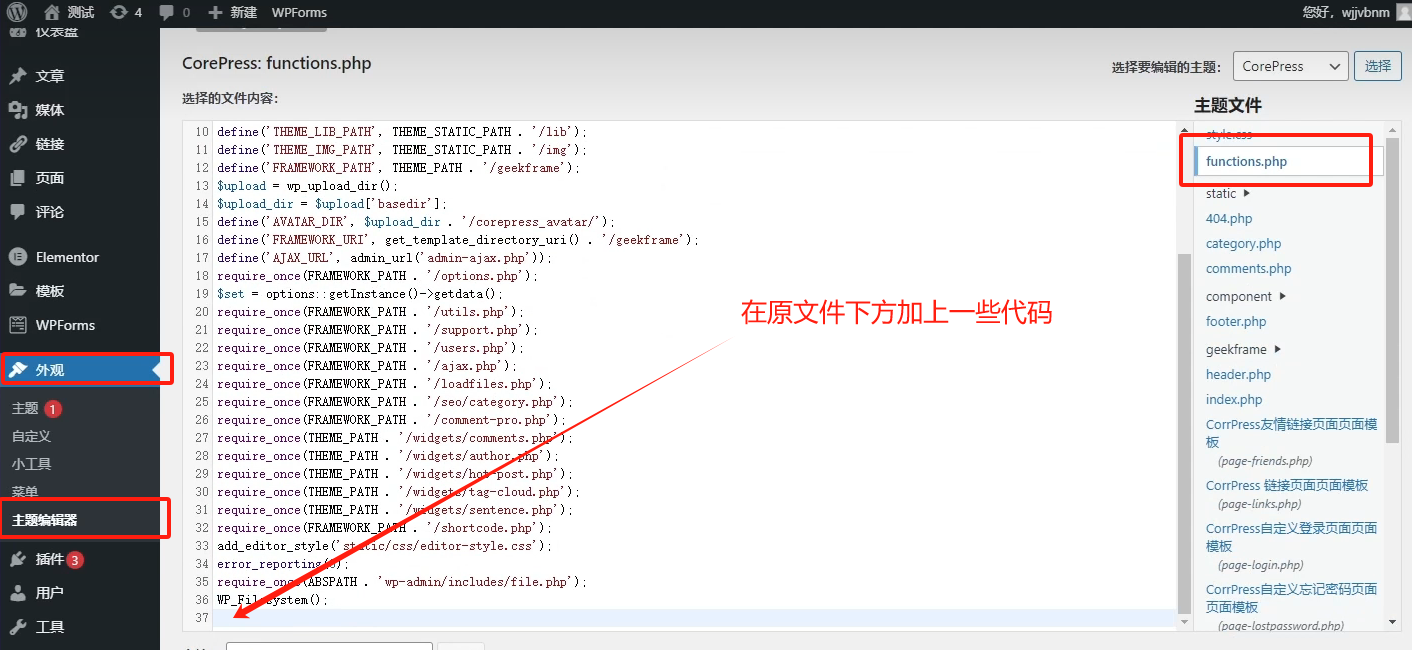 测试 4 0 新建 WPForms 您好，wjjvbnm
仪表盘
文章
媒体
链接
页面
评论
Elementor
模板
WPForms
外观
主题 1
自定义
小工具
菜单
主题编辑器
插件 3
用户
工具
CorePress: functions.php
选择要编辑的主题： CorePress 选择
选择的文件内容：
10 define('THEME_LIB_PATH', THEME_STATIC_PATH . '/lib');
11 define('THEME_IMG_PATH', THEME_STATIC_PATH . '/img');
12 define('FRAMEWORK_PATH', THEME_PATH . '/geekframe');
13 $upload = wp_upload_dir();
14 $upload_dir = $upload['basedir'];
15 define('AVATAR_DIR', $upload_dir . '/corepress_avatar/');
16 define('FRAMEWORK_URI', get_template_directory_uri() . '/geekframe');
17 define('AJAX_URL', admin_url('admin-ajax.php'));
18 require_once(FRAMEWORK_PATH . '/options.php');
19 $set = options::getInstance()->getdata();
20 require_once(FRAMEWORK_PATH . '/utils.php');
21 require_once(FRAMEWORK_PATH . '/support.php');
22 require_once(FRAMEWORK_PATH . '/users.php');
23 require_once(FRAMEWORK_PATH . '/ajax.php');
24 require_once(FRAMEWORK_PATH . '/loadfiles.php');
25 require_once(FRAMEWORK_PATH . '/seo/category.php');
26 require_once(FRAMEWORK_PATH . '/comment-pro.php');
27 require_once(THEME_PATH . '/widgets/comments.php');
28 require_once(THEME_PATH . '/widgets/author.php');
29 require_once(THEME_PATH . '/widgets/hot-post.php');
30 require_once(THEME_PATH . '/widgets/tag-cloud.php');
31 require_once(THEME_PATH . '/widgets/sentence.php');
32 require_once(FRAMEWORK_PATH . '/shortcode.php');
33 add_editor_style('static/css/editor-style.css');
34 error_reporting(0);
35 require_once(ABSPATH . 'wp-admin/includes/file.php');
36 WP_Filesystem();
37
在原文件下方加上一些代码
主题文件
style.css
functions.php
static
404.php
category.php
comments.php
component
footer.php
geekframe
header.php
index.php
CorrPress友情链接页面页面模
板
(page-friends.php)
CorrPress 链接页面页面模板
(page-links.php)
CorrPress自定义登录页面页面
模板
(page-login.php)
CorrPress自定义忘记密码页面
页面模板
(page-lostpassword.php)